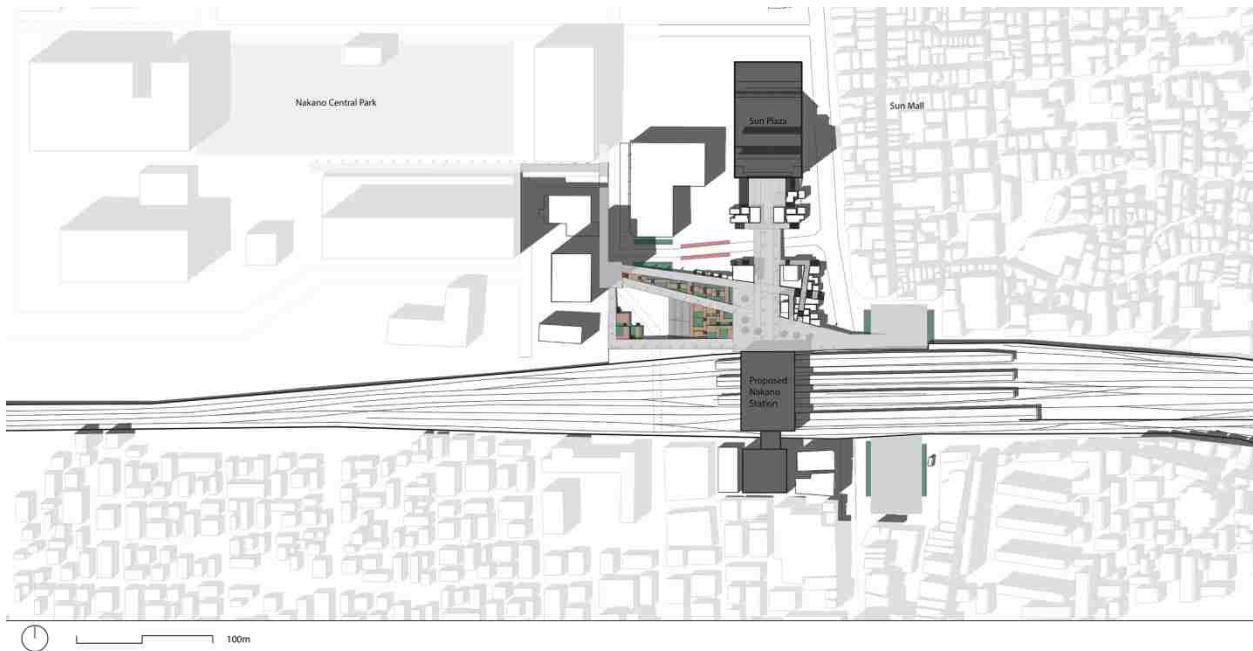 Nakano Central Park
Sun Plaza
Sun Mall
Proposed
Nakano
Station
100m